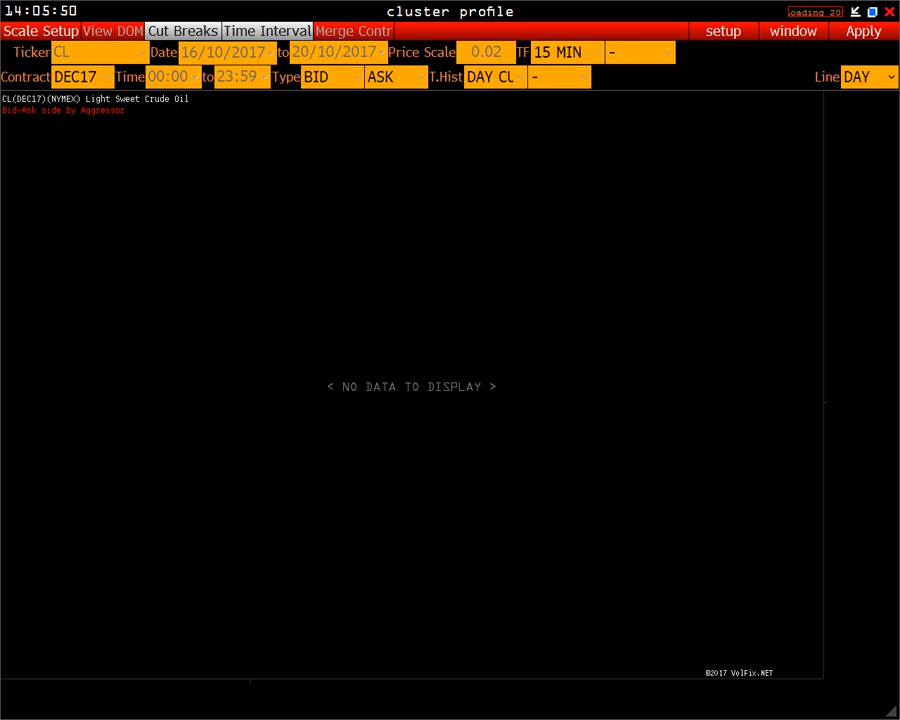 14:05:50 cluster profile oading 20
Scale Setup View DOM Cut Breaks Time Interval Merge Contr setup window Apply
Ticker CL Date 16/10/2017 to 20/10/2017 Price Scale 0.02 TF 15 MIN -
Contract DEC17 Time 00:00 to 23:59 Type BID ASK T.Hist DAY CL - Line DAY
CL(DEC17)(NYMEX) Light Sweet Crude Oil
Bid-Ask side by Aggressor
< NO DATA TO DISPLAY >
©2017 VolFix.NET